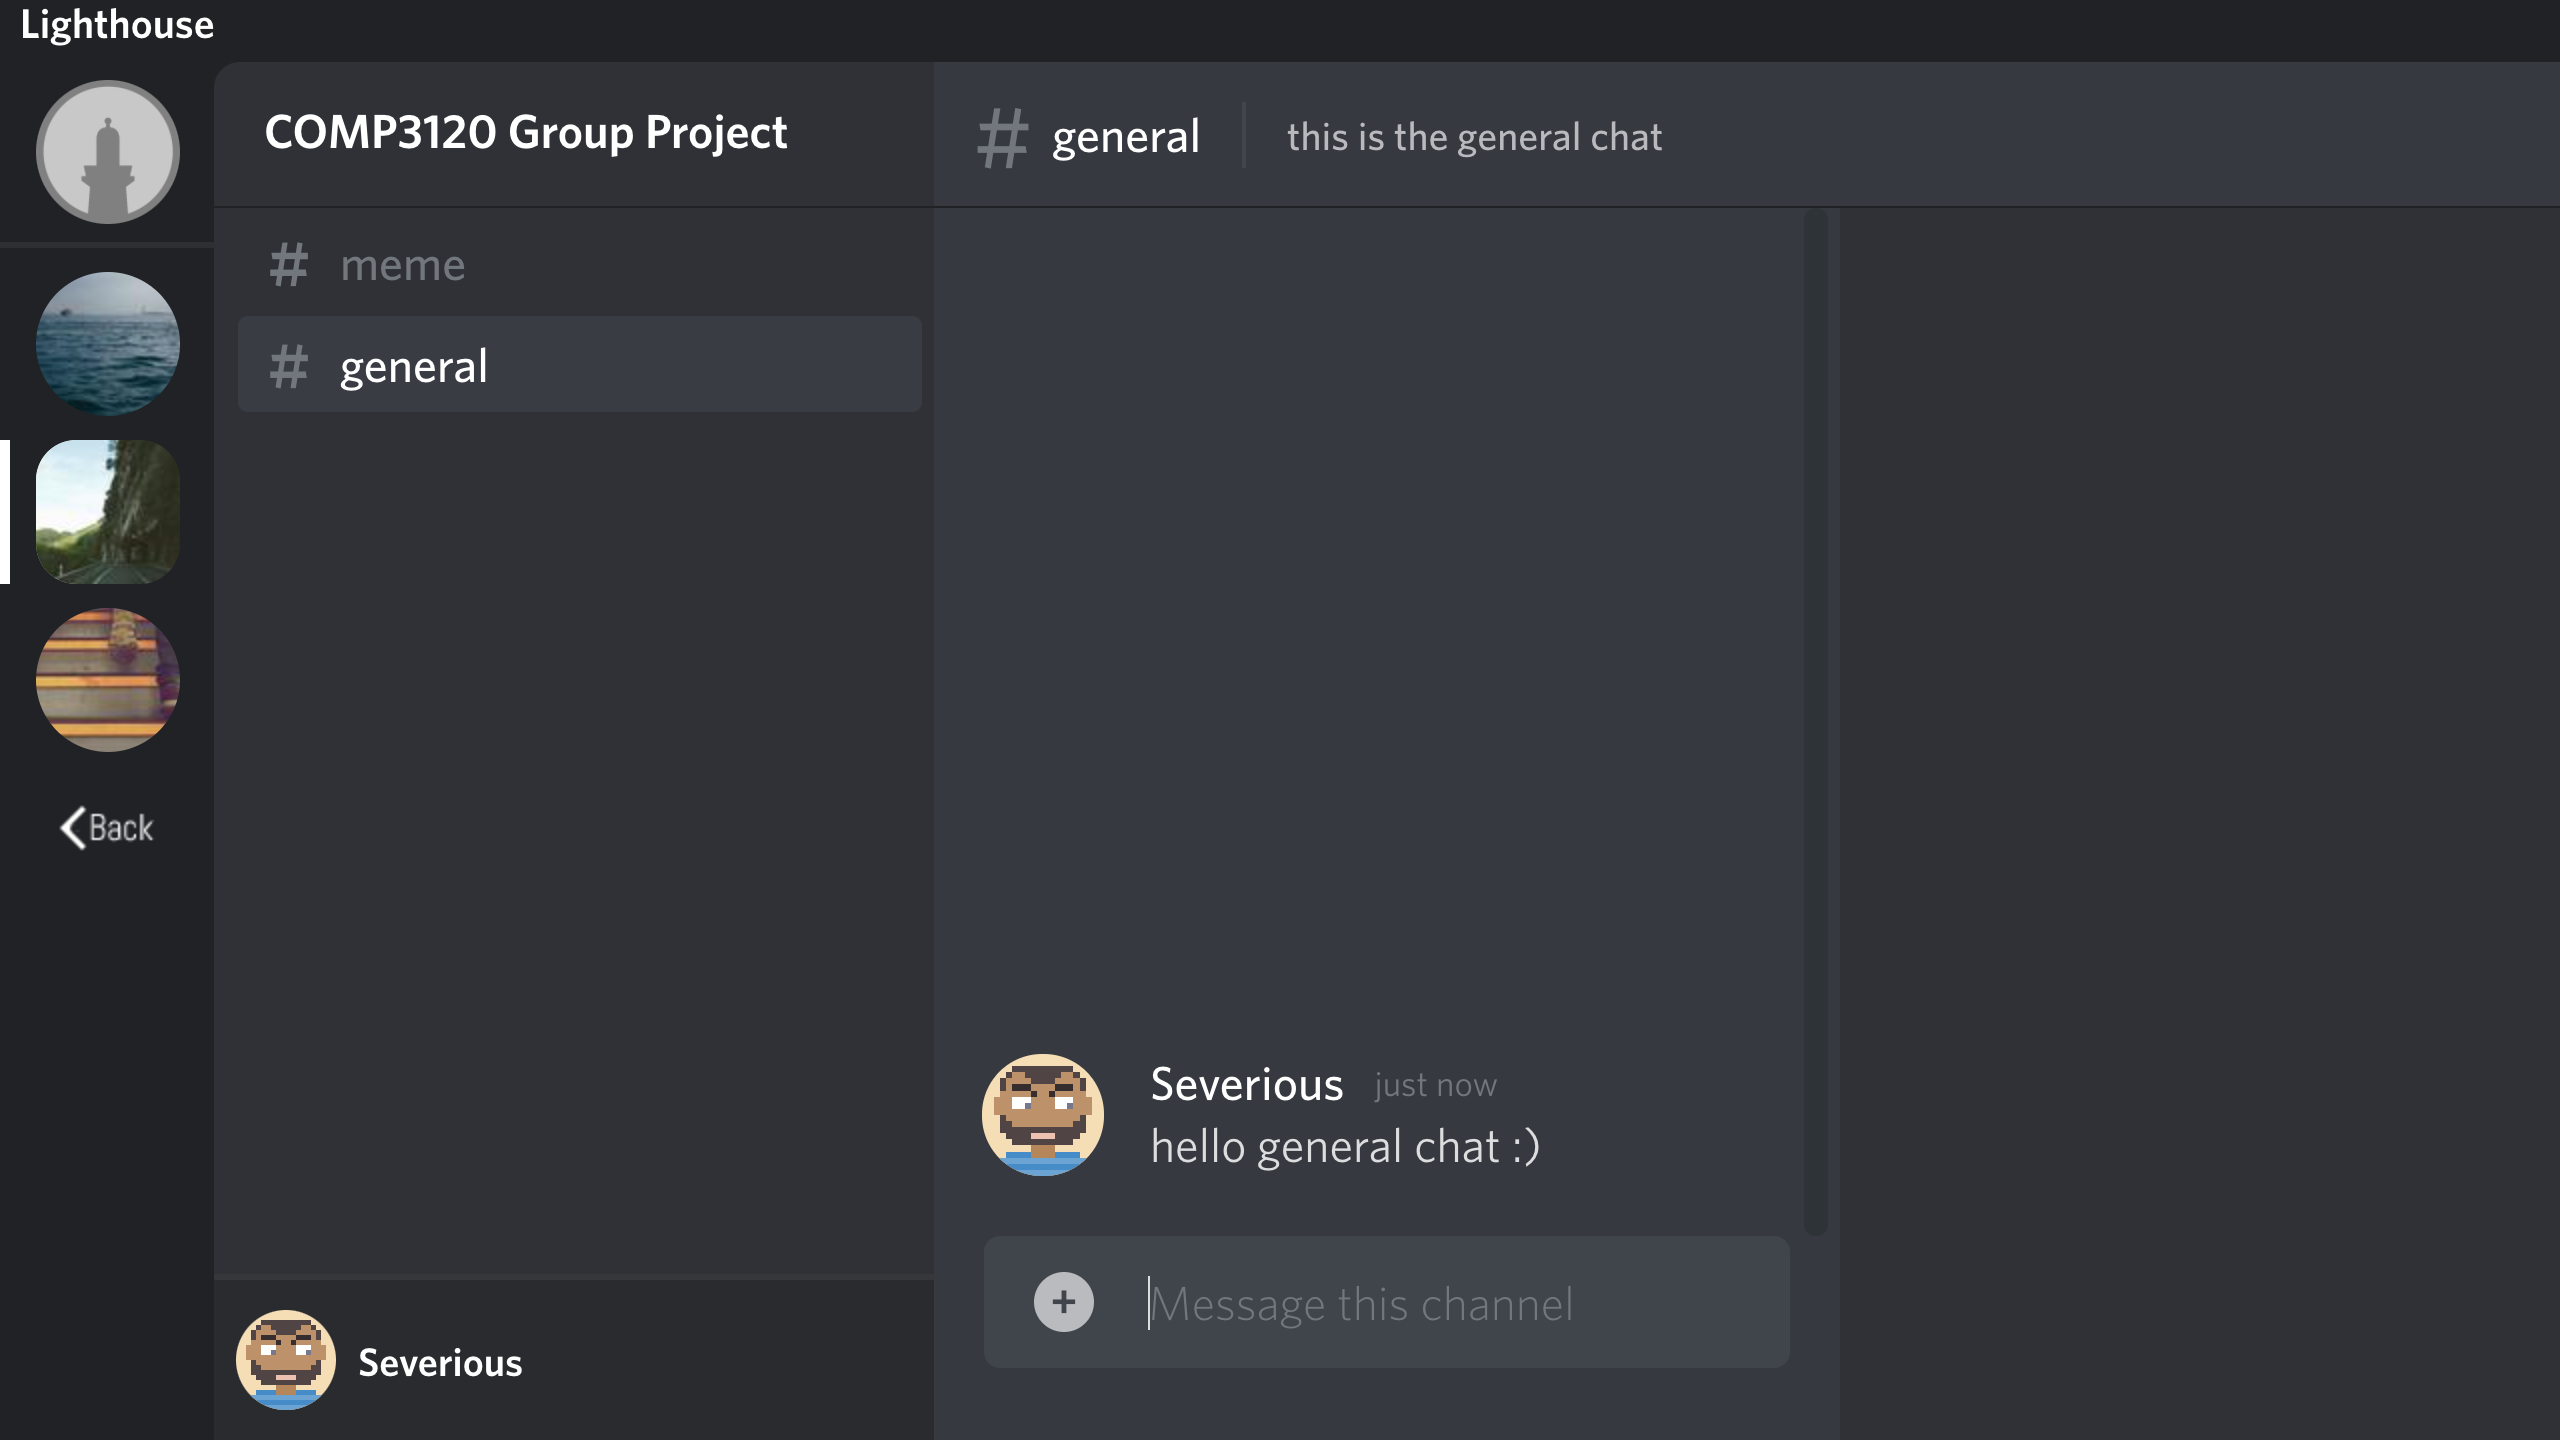 Lighthouse
COMP3120 Group Project
# general
this is the general chat
# meme
# general
Back
Severious just now
hello general chat :)
Message this channel
Severious